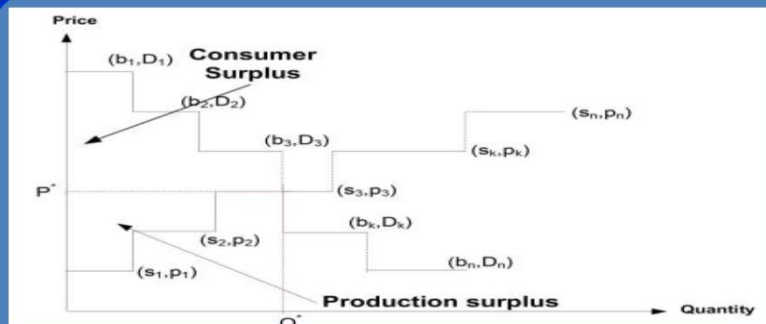 Price
(b₁,D₁)
Consumer
Surplus
(b₂,D₂)
(sₙ,pₙ)
(b₃,D₃)
(sₖ,pₖ)
P*
(s₃,p₃)
(bₖ,Dₖ)
(s₂,p₂)
(bₙ,Dₙ)
(s₁,p₁)
Production surplus
Quantity
Q*